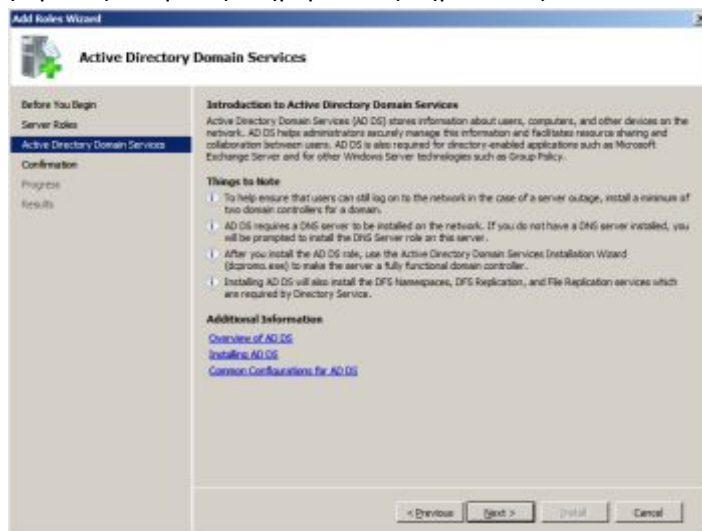 Add Roles Wizard
Active Directory Domain Services
Before You Begin
Server Roles
Active Directory Domain Services
Confirmation
Progress
Results
Introduction to Active Directory Domain Services
Active Directory Domain Services (AD DS) stores information about users, computers, and other devices on the
network. AD DS helps administrators securely manage this information and facilitates resource sharing and
collaboration between users. AD DS is also required for directory-enabled applications such as Microsoft
Exchange Server and for other Windows Server technologies such as Group Policy.
Things to Note
To help ensure that users can still log on to the network in the case of a server outage, install a minimum of
two domain controllers for a domain.
AD DS requires a DNS server to be installed on the network. If you do not have a DNS server installed, you
will be prompted to install the DNS Server role on this server.
After you install the AD DS role, use the Active Directory Domain Services Installation Wizard
(dcpromo.exe) to make the server a fully functional domain controller.
Installing AD DS will also install the DFS Namespaces, DFS Replication, and File Replication services which
are required by Directory Service.
Additional Information
Overview of AD DS
Installing AD DS
Common Configurations for AD DS
< Previous
Next >
Install
Cancel